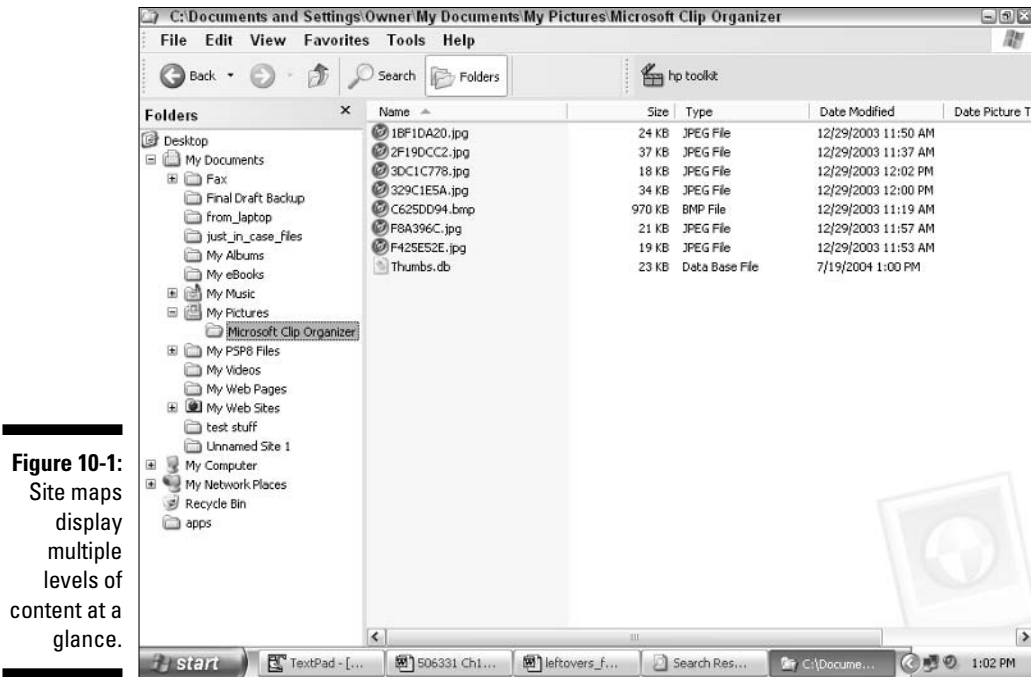 C:\Documents and Settings\Owner\My Documents\My Pictures\Microsoft Clip Organizer
File Edit View Favorites Tools Help
Back Search Folders hp toolkit
Folders
Desktop
My Documents
Fax
Final Draft Backup
from_laptop
just_in_case_files
My Albums
My eBooks
My Music
My Pictures
Microsoft Clip Organizer
My PSP8 Files
My Videos
My Web Pages
My Web Sites
test stuff
Unnamed Site 1
My Computer
My Network Places
Recycle Bin
apps
Name Size Type Date Modified Date Picture T
1BF1DA20.jpg 24 KB JPEG File 12/29/2003 11:50 AM
2F19DCC2.jpg 37 KB JPEG File 12/29/2003 11:37 AM
3DC1C778.jpg 18 KB JPEG File 12/29/2003 12:02 PM
329C1E5A.jpg 34 KB JPEG File 12/29/2003 12:00 PM
C625DD94.bmp 970 KB BMP File 12/29/2003 11:19 AM
F8A396C.jpg 21 KB JPEG File 12/29/2003 11:57 AM
F425E52E.jpg 19 KB JPEG File 12/29/2003 11:53 AM
Thumbs.db 23 KB Data Base File 7/19/2004 1:00 PM
start TextPad - [... 506331 Ch1... leftovers_f... Search Res... C:\Docume... 1:02 PM
Figure 10-1:
Site maps
display
multiple
levels of
content at a
glance.